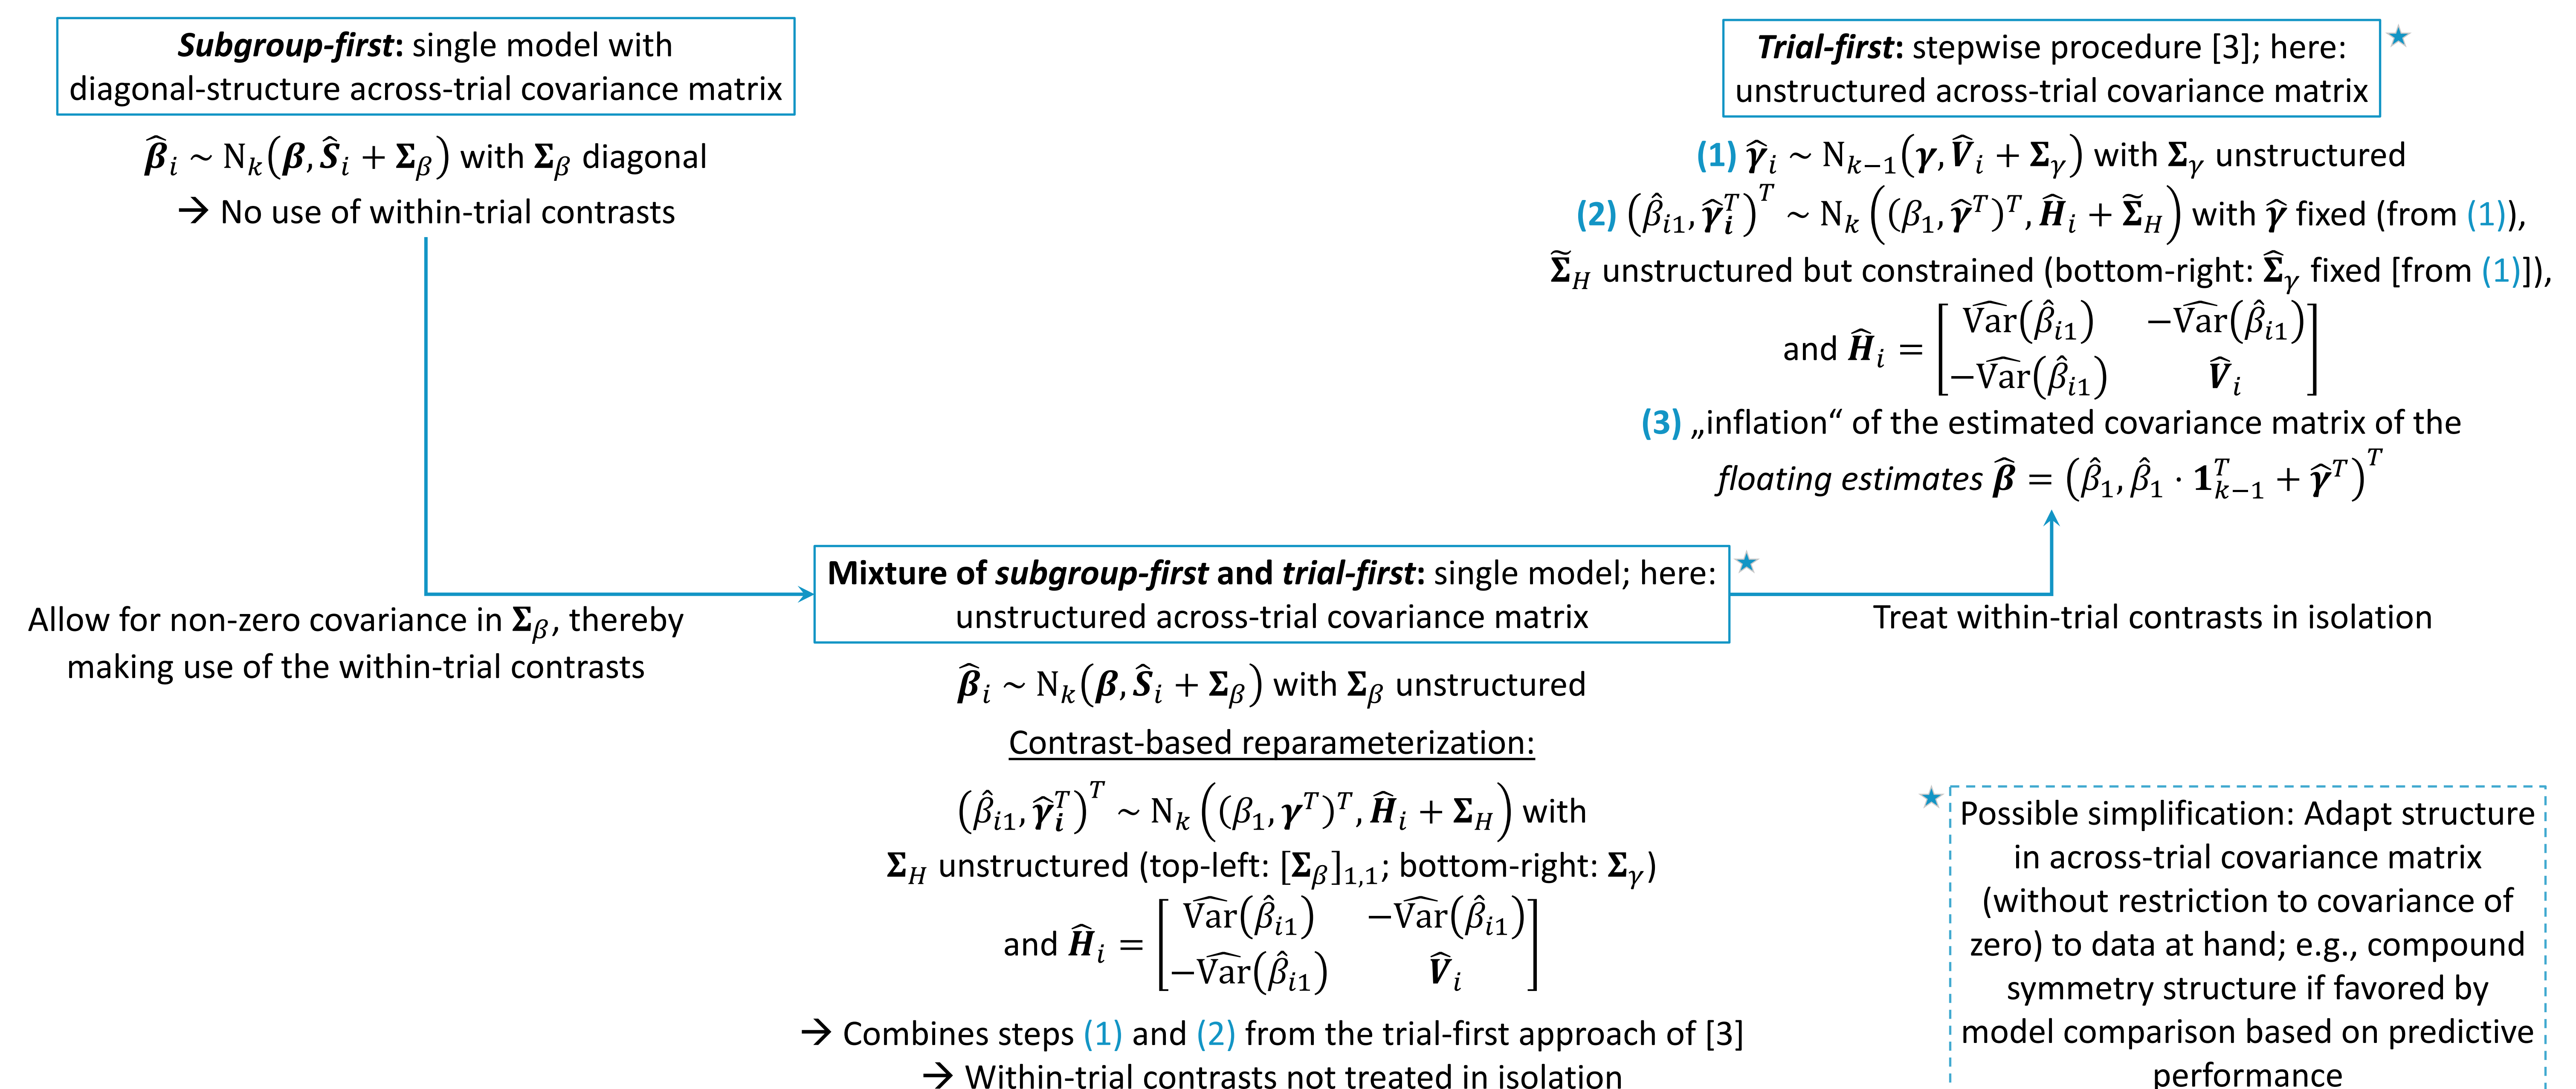 Subgroup-first: single model with
diagonal-structure across-trial covariance matrix
β̂ᵢ ~ Nₖ(β, Ŝᵢ + Σ_β) with Σ_β diagonal
→ No use of within-trial contrasts
Allow for non-zero covariance in Σ_β, thereby
making use of the within-trial contrasts
Mixture of subgroup-first and trial-first: single model; here:
unstructured across-trial covariance matrix
β̂ᵢ ~ Nₖ(β, Ŝᵢ + Σ_β) with Σ_β unstructured
Contrast-based reparameterization:
(β̂ᵢ₁, γ̂ᵢᵀ)ᵀ ~ Nₖ((β₁, γᵀ)ᵀ, Ĥᵢ + Σ_H) with
Σ_H unstructured (top-left: [Σ_β]₁,₁; bottom-right: Σ_γ)
and Ĥᵢ = [ V̂ar(β̂ᵢ₁) −V̂ar(β̂ᵢ₁)
−V̂ar(β̂ᵢ₁) V̂ᵢ ]
→ Combines steps (1) and (2) from the trial-first approach of [3]
→ Within-trial contrasts not treated in isolation
Trial-first: stepwise procedure [3]; here:
unstructured across-trial covariance matrix
(1) γ̂ᵢ ~ Nₖ₋₁(γ, V̂ᵢ + Σ_γ) with Σ_γ unstructured
(2) (β̂ᵢ₁, γ̂ᵢᵀ)ᵀ ~ Nₖ((β₁, γ̂ᵀ)ᵀ, Ĥᵢ + Σ̃_H) with γ̂ fixed (from (1)),
Σ̃_H unstructured but constrained (bottom-right: Σ̂_γ fixed [from (1)]),
and Ĥᵢ = [ V̂ar(β̂ᵢ₁) −V̂ar(β̂ᵢ₁)
−V̂ar(β̂ᵢ₁) V̂ᵢ ]
(3) „inflation“ of the estimated covariance matrix of the
floating estimates β̂ = (β̂₁, β̂₁ · 1ᵀₖ₋₁ + γ̂ᵀ)ᵀ
Treat within-trial contrasts in isolation
Possible simplification: Adapt structure
in across-trial covariance matrix
(without restriction to covariance of
zero) to data at hand; e.g., compound
symmetry structure if favored by
model comparison based on predictive
performance